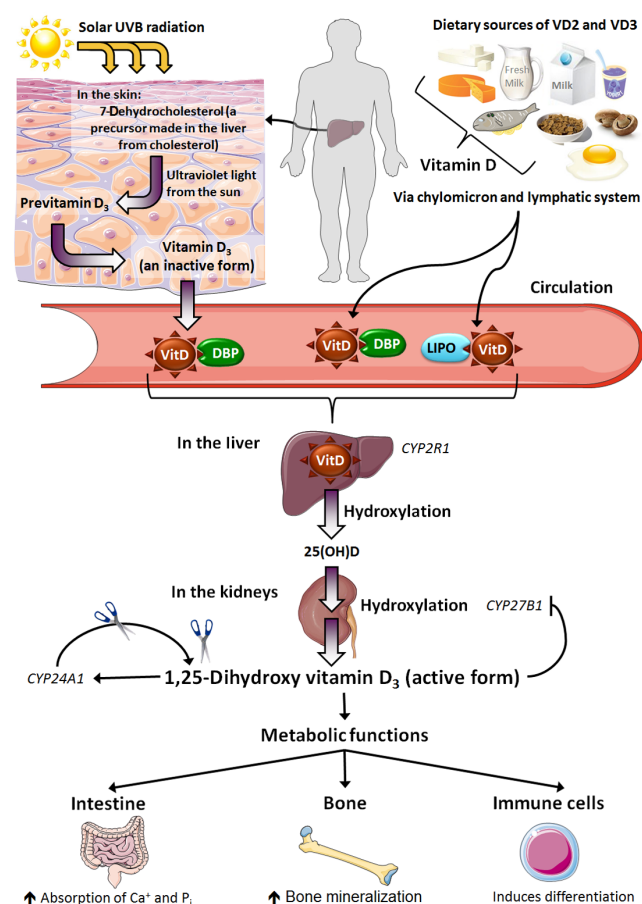 Solar UVB radiation
Dietary sources of VD2 and VD3
In the skin:
7-Dehydrocholesterol (a
precursor made in the liver
from cholesterol)
Ultraviolet light
from the sun
Previtamin D₃
Vitamin D₃
(an inactive form)
Fresh
Milk
Milk
Vitamin D
Via chylomicron and lymphatic system
Circulation
VitD
DBP
VitD
DBP
LIPO
VitD
In the liver
VitD
CYP2R1
Hydroxylation
25(OH)D
In the kidneys
Hydroxylation
CYP27B1
CYP24A1
1,25-Dihydroxy vitamin D₃ (active form)
Metabolic functions
Intestine
Bone
Immune cells
Absorption of Ca⁺ and Pᵢ
Bone mineralization
Induces differentiation